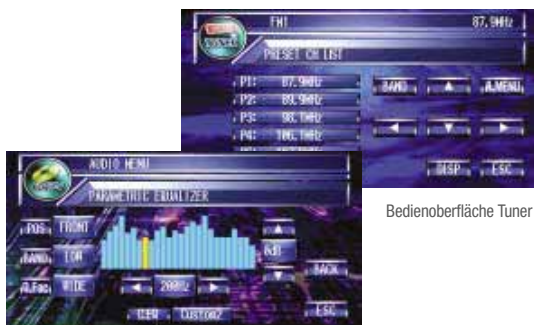 FM1 87.9MHz
PRESET CH LIST
P1: 87.9MHz
P2: 89.9MHz
P3: 98.1MHz
P4: 106.1MHz
BAND A.MENU
DISP ESC
Bedienoberfläche Tuner
AUDIO MENU
PARAMETRIC EQUALIZER
POS FRONT
BAND LOW 0dB
Q.Fac WIDE 200Hz BACK
Custom2 ESC